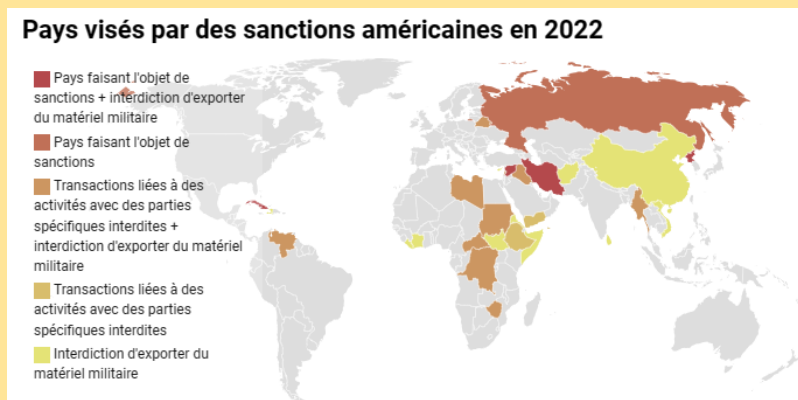 Pays visés par des sanctions américaines en 2022
Pays faisant l'objet de
sanctions + interdiction d'exporter
du matériel militaire
Pays faisant l'objet de
sanctions
Transactions liées à des
activités avec des parties
spécifiques interdites +
interdiction d'exporter du matériel
militaire
Transactions liées à des
activités avec des parties
spécifiques interdites
Interdiction d'exporter du
matériel militaire